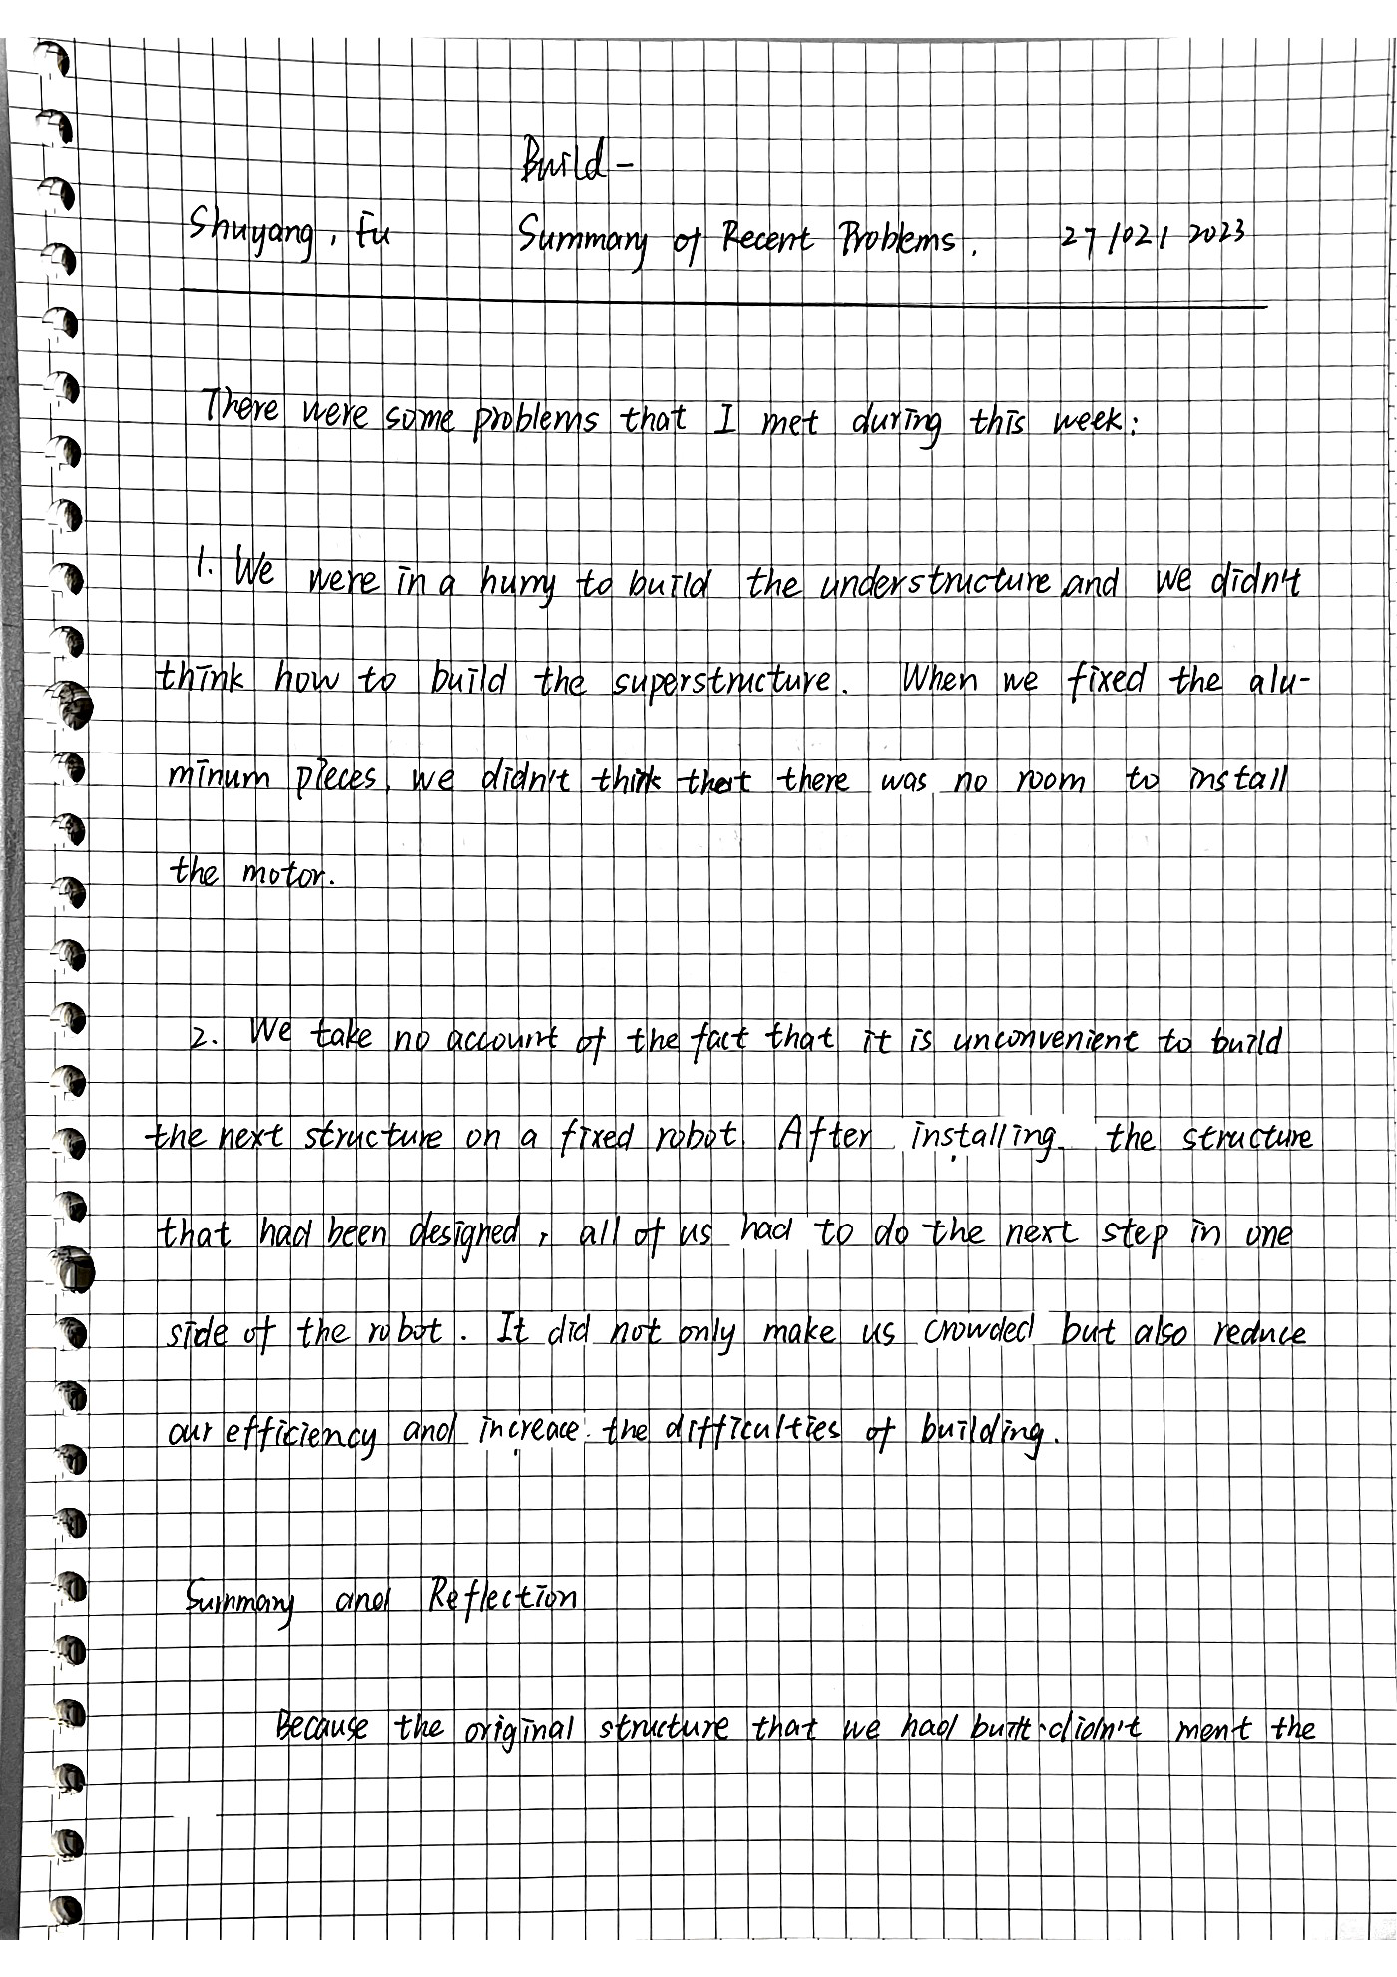 Build -
Shuyang, Fu Summary of Recent Problems. 27/02/2023
There were some problems that I met during this week:
1. We were in a hurry to build the understructure and we didn't
think how to build the superstructure. When we fixed the alu-
minum pieces, we didn't think that there was no room to install
the motor.
2. We take no account of the fact that it is unconvenient to build
the next structure on a fixed robot. After installing the structure
that had been designed, all of us had to do the next step in one
side of the robot. It did not only make us crowded but also reduce
our efficiency and increace the difficulties of building.
Summary and Reflection
Because the original structure that we had built didn't ment the